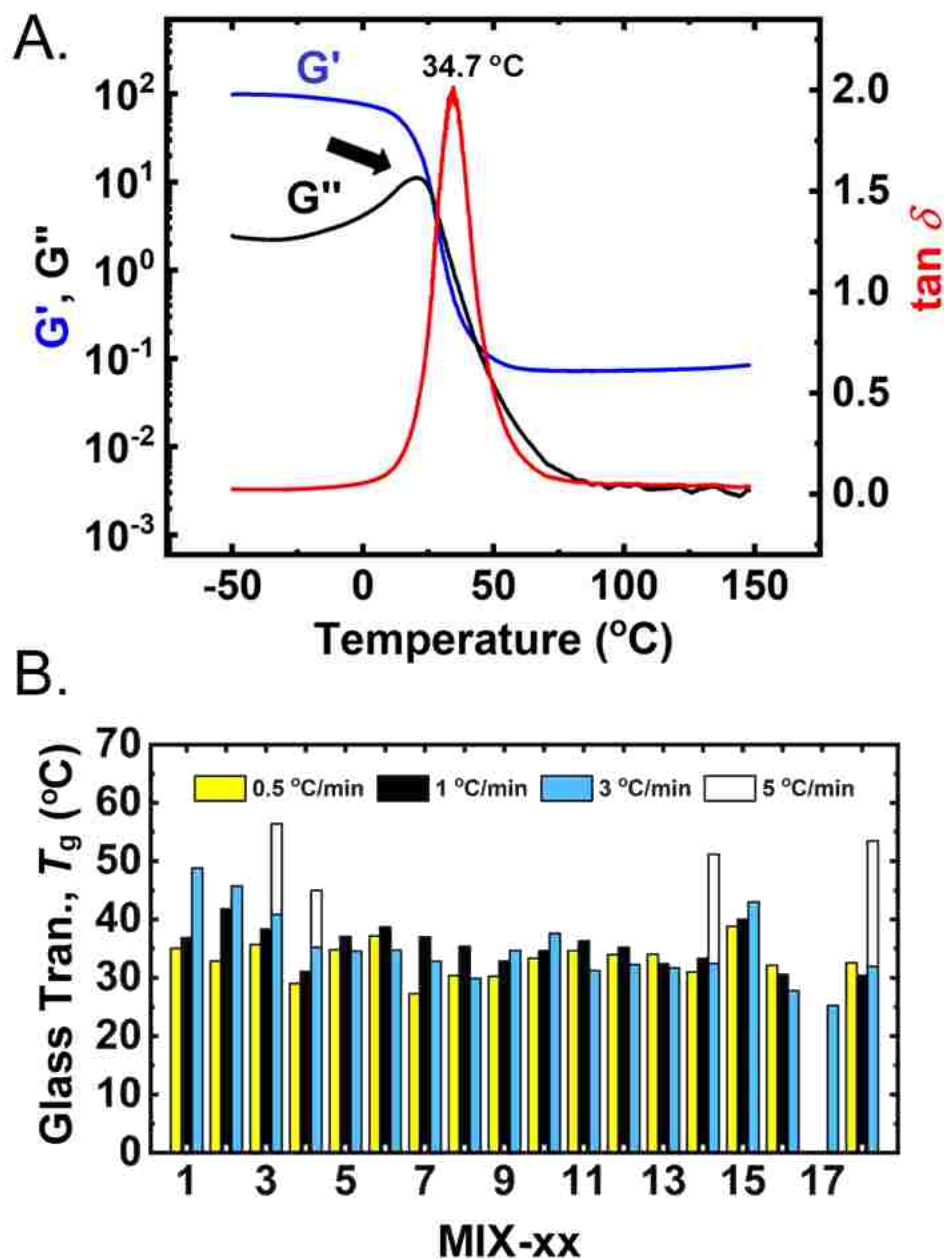 A.
34.7 °C
G'
G"
G', G"
10²
10¹
10⁰
10⁻¹
10⁻²
10⁻³
2.0
1.5
1.0
0.5
0.0
tan δ
-50 0 50 100 150
Temperature (°C)
B.
Glass Tran., Tg (°C)
70
60
50
40
30
20
10
0
0.5 °C/min 1 °C/min 3 °C/min 5 °C/min
1 3 5 7 9 11 13 15 17
MIX-xx